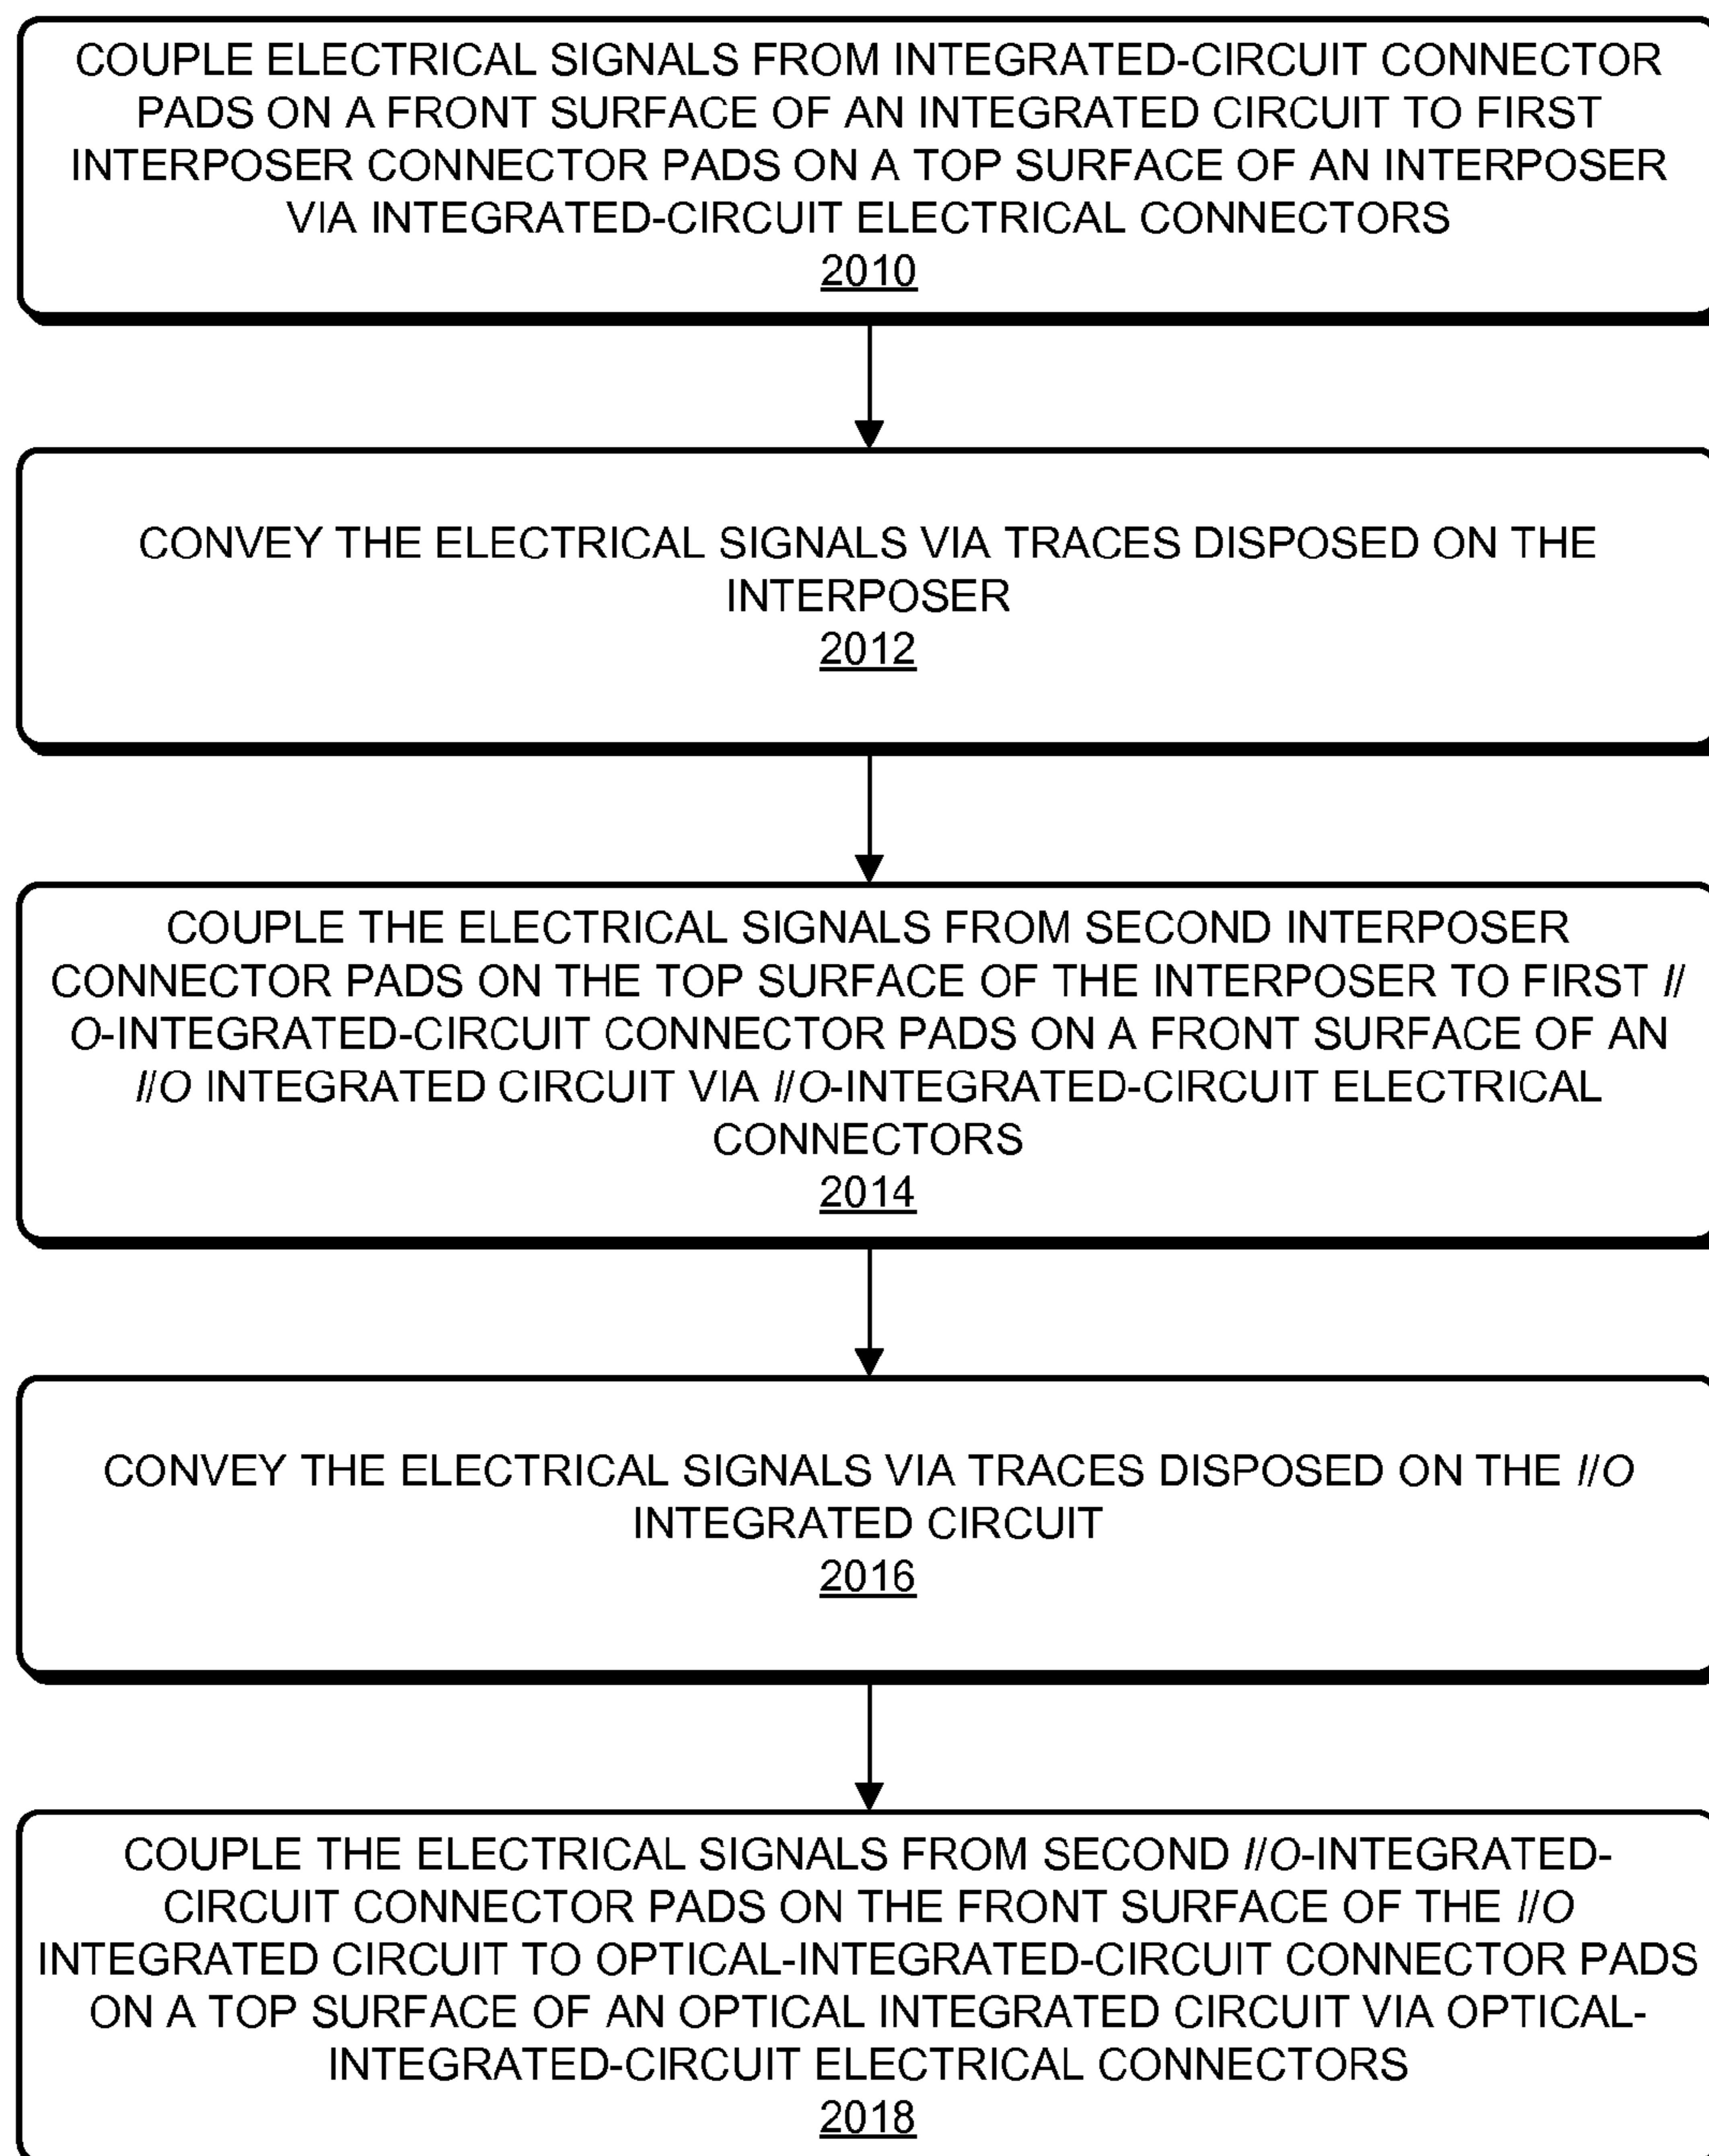 COUPLE ELECTRICAL SIGNALS FROM INTEGRATED-CIRCUIT CONNECTOR
PADS ON A FRONT SURFACE OF AN INTEGRATED CIRCUIT TO FIRST
INTERPOSER CONNECTOR PADS ON A TOP SURFACE OF AN INTERPOSER
VIA INTEGRATED-CIRCUIT ELECTRICAL CONNECTORS
2010
CONVEY THE ELECTRICAL SIGNALS VIA TRACES DISPOSED ON THE
INTERPOSER
2012
COUPLE THE ELECTRICAL SIGNALS FROM SECOND INTERPOSER
CONNECTOR PADS ON THE TOP SURFACE OF THE INTERPOSER TO FIRST I/
O-INTEGRATED-CIRCUIT CONNECTOR PADS ON A FRONT SURFACE OF AN
I/O INTEGRATED CIRCUIT VIA I/O-INTEGRATED-CIRCUIT ELECTRICAL
CONNECTORS
2014
CONVEY THE ELECTRICAL SIGNALS VIA TRACES DISPOSED ON THE I/O
INTEGRATED CIRCUIT
2016
COUPLE THE ELECTRICAL SIGNALS FROM SECOND I/O-INTEGRATED-
CIRCUIT CONNECTOR PADS ON THE FRONT SURFACE OF THE I/O
INTEGRATED CIRCUIT TO OPTICAL-INTEGRATED-CIRCUIT CONNECTOR PADS
ON A TOP SURFACE OF AN OPTICAL INTEGRATED CIRCUIT VIA OPTICAL-
INTEGRATED-CIRCUIT ELECTRICAL CONNECTORS
2018